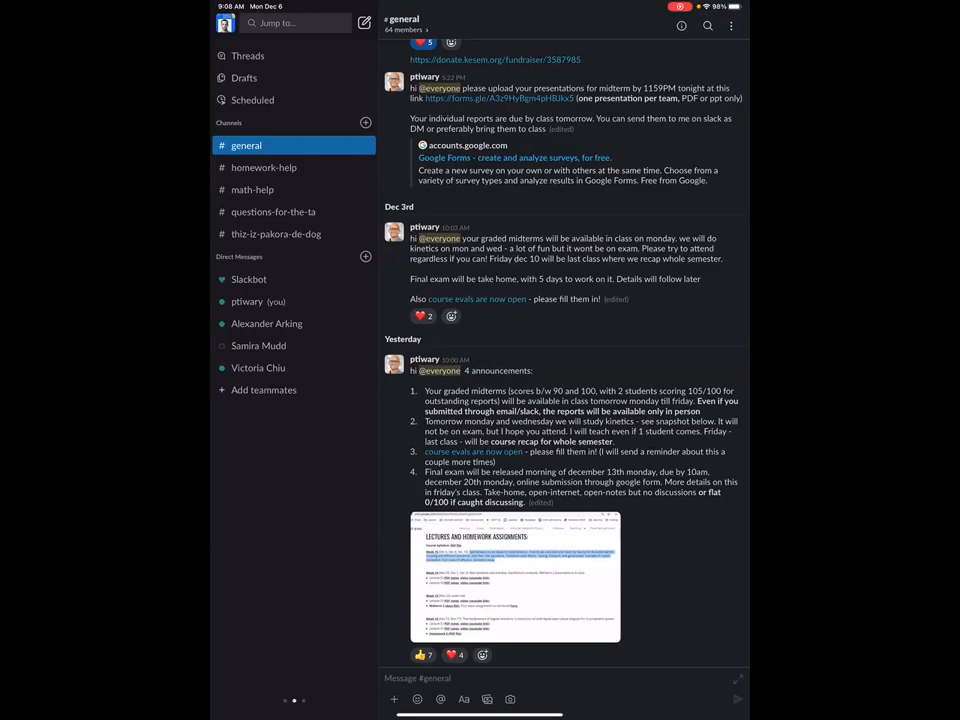 9:08 AM Mon Dec 6
98%
Jump to...
Threads
Drafts
Scheduled
Channels
# general
# homework-help
# math-help
# questions-for-the-ta
# thiz-iz-pakora-de-dog
Direct Messages
Slackbot
ptiwary (you)
Alexander Arking
Samira Mudd
Victoria Chiu
+ Add teammates
# general
64 members >
❤️ 5
https://donate.kesem.org/fundraiser/3587985
ptiwary 5:22 PM
hi @everyone please upload your presentations for midterm by 1159PM tonight at this
link https://forms.gle/A3z9HyBgm4pHBJkx5 (one presentation per team, PDF or ppt only)
Your individual reports are due by class tomorrow. You can send them to me on slack as
DM or preferably bring them to class (edited)
accounts.google.com
Google Forms - create and analyze surveys, for free.
Create a new survey on your own or with others at the same time. Choose from a
variety of survey types and analyze results in Google Forms. Free from Google.
Dec 3rd
ptiwary 10:03 AM
hi @everyone your graded midterms will be available in class on monday. we will do
kinetics on mon and wed - a lot of fun but it wont be on exam. Please try to attend
regardless if you can! Friday dec 10 will be last class where we recap whole semester.
Final exam will be take home, with 5 days to work on it. Details will follow later
Also course evals are now open - please fill them in! (edited)
❤️ 2
Yesterday
ptiwary 10:00 AM
hi @everyone 4 announcements:
1. Your graded midterms (scores b/w 90 and 100, with 2 students scoring 105/100 for
outstanding reports) will be available in class tomorrow monday till friday. Even if you
submitted through email/slack, the reports will be available only in person
2. Tomorrow monday and wednesday we will study kinetics - see snapshot below. It will
not be on exam, but I hope you attend. I will teach even if 1 student comes. Friday -
last class - will be course recap for whole semester.
3. course evals are now open - please fill them in! (I will send a reminder about this a
couple more times)
4. Final exam will be released morning of december 13th monday, due by 10am,
december 20th monday, online submission through google form. More details on this
in friday's class. Take-home, open-internet, open-notes but no discussions or flat
0/100 if caught discussing. (edited)
LECTURES AND HOMEWORK ASSIGNMENTS:
👍 7 ❤️ 4
Message #general
Aa